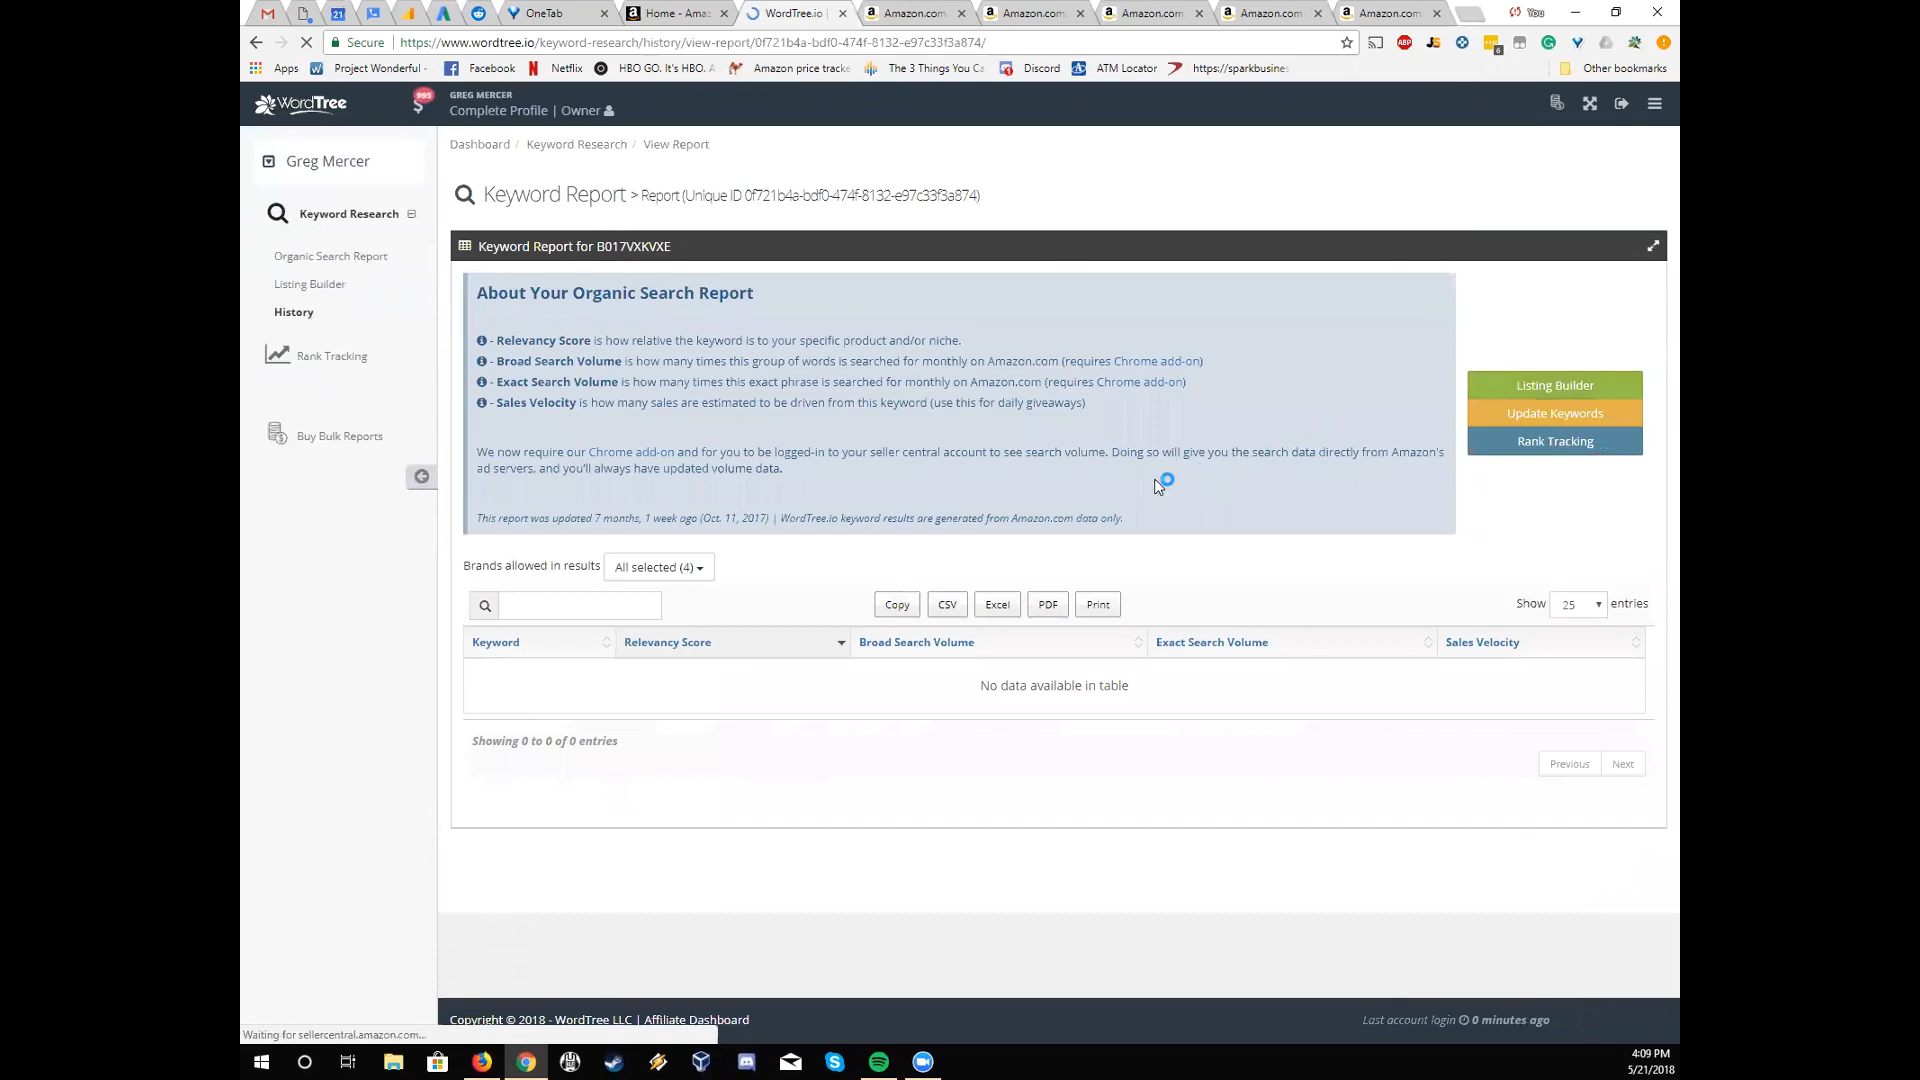 21
OneTab
Home - Amaz
WordTree.io |
Amazon.com
Amazon.com:
Amazon.com
Amazon.com
Amazon.com
You
Secure | https://www.wordtree.io/keyword-research/history/view-report/0f721b4a-bdf0-474f-8132-e97c33f3a874/
ABP
6
Apps
Project Wonderful -
Facebook
Netflix
HBO GO. It's HBO. A
Amazon price tracke
The 3 Things You Ca
Discord
ATM Locator
https://sparkbusines
Other bookmarks
WordTree
995
GREG MERCER
Complete Profile | Owner
Greg Mercer
Keyword Research
Organic Search Report
Listing Builder
History
Rank Tracking
Buy Bulk Reports
Dashboard / Keyword Research / View Report
Keyword Report > Report (Unique ID 0f721b4a-bdf0-474f-8132-e97c33f3a874)
Keyword Report for B017VXKVXE
About Your Organic Search Report
- Relevancy Score is how relative the keyword is to your specific product and/or niche.
- Broad Search Volume is how many times this group of words is searched for monthly on Amazon.com (requires Chrome add-on)
- Exact Search Volume is how many times this exact phrase is searched for monthly on Amazon.com (requires Chrome add-on)
- Sales Velocity is how many sales are estimated to be driven from this keyword (use this for daily giveaways)
We now require our Chrome add-on and for you to be logged-in to your seller central account to see search volume. Doing so will give you the search data directly from Amazon's
ad servers, and you'll always have updated volume data.
This report was updated 7 months, 1 week ago (Oct. 11, 2017) | WordTree.io keyword results are generated from Amazon.com data only.
Listing Builder
Update Keywords
Rank Tracking
Brands allowed in results
All selected (4)
Copy
CSV
Excel
PDF
Print
Show 25 entries
Keyword
Relevancy Score
Broad Search Volume
Exact Search Volume
Sales Velocity
No data available in table
Showing 0 to 0 of 0 entries
Previous
Next
Copyright © 2018 - WordTree LLC | Affiliate Dashboard
Last account login 0 minutes ago
Waiting for sellercentral.amazon.com...
4:09 PM
5/21/2018